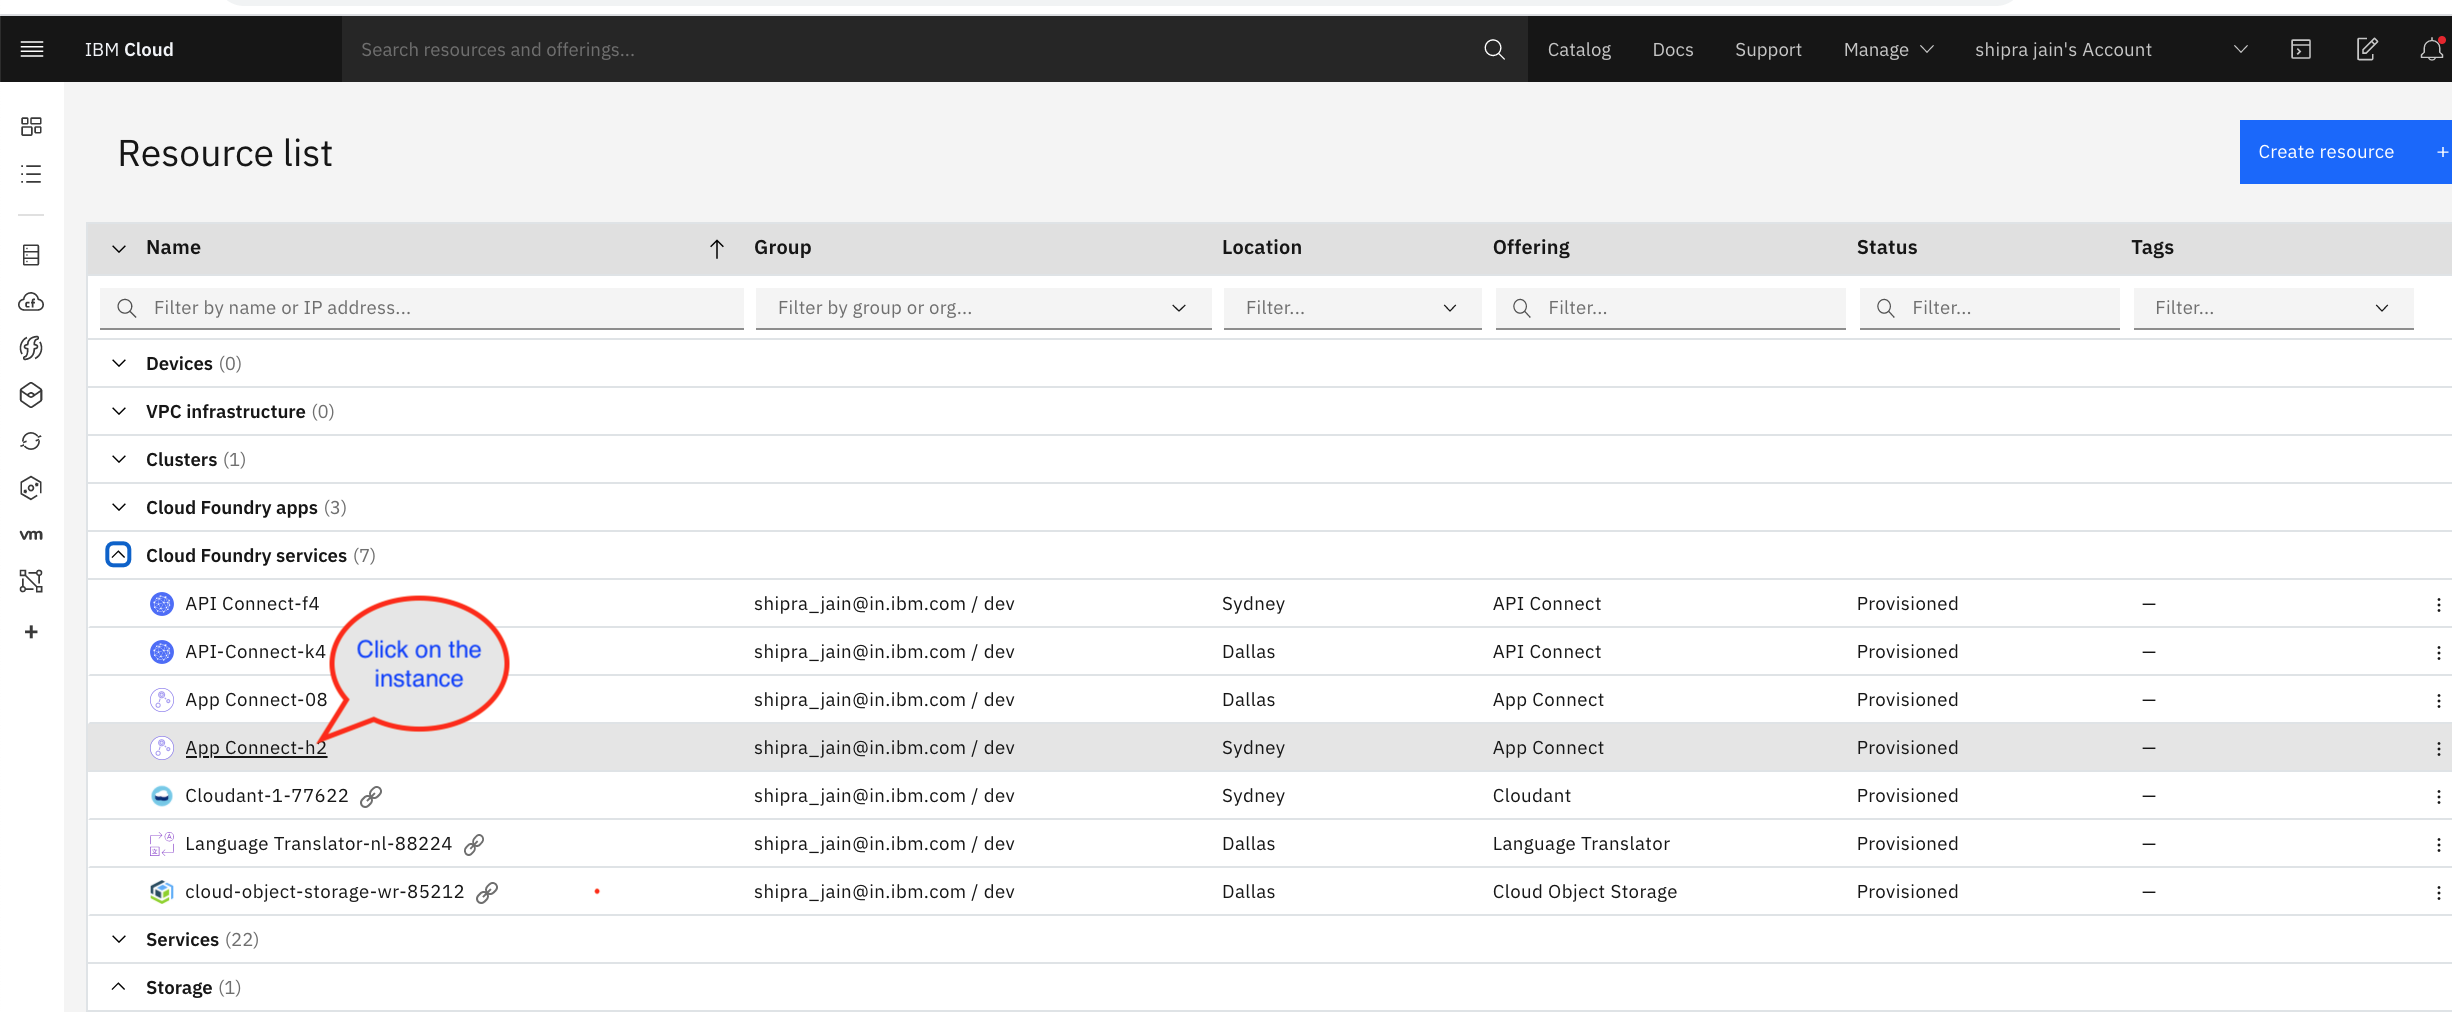 IBM Cloud Search resources and offerings... Catalog Docs Support Manage shipra jain's Account
Resource list
Create resource +
Name Group Location Offering Status Tags
Filter by name or IP address... Filter by group or org... Filter... Filter... Filter... Filter...
Devices (0)
VPC infrastructure (0)
Clusters (1)
Cloud Foundry apps (3)
Cloud Foundry services (7)
API Connect-f4 shipra_jain@in.ibm.com / dev Sydney API Connect Provisioned —
API-Connect-k4 shipra_jain@in.ibm.com / dev Dallas API Connect Provisioned —
Click on the
instance
App Connect-08 shipra_jain@in.ibm.com / dev Dallas App Connect Provisioned —
App Connect-h2 shipra_jain@in.ibm.com / dev Sydney App Connect Provisioned —
Cloudant-1-77622 shipra_jain@in.ibm.com / dev Sydney Cloudant Provisioned —
Language Translator-nl-88224 shipra_jain@in.ibm.com / dev Dallas Language Translator Provisioned —
cloud-object-storage-wr-85212 shipra_jain@in.ibm.com / dev Dallas Cloud Object Storage Provisioned —
Services (22)
Storage (1)
cf
vm
+